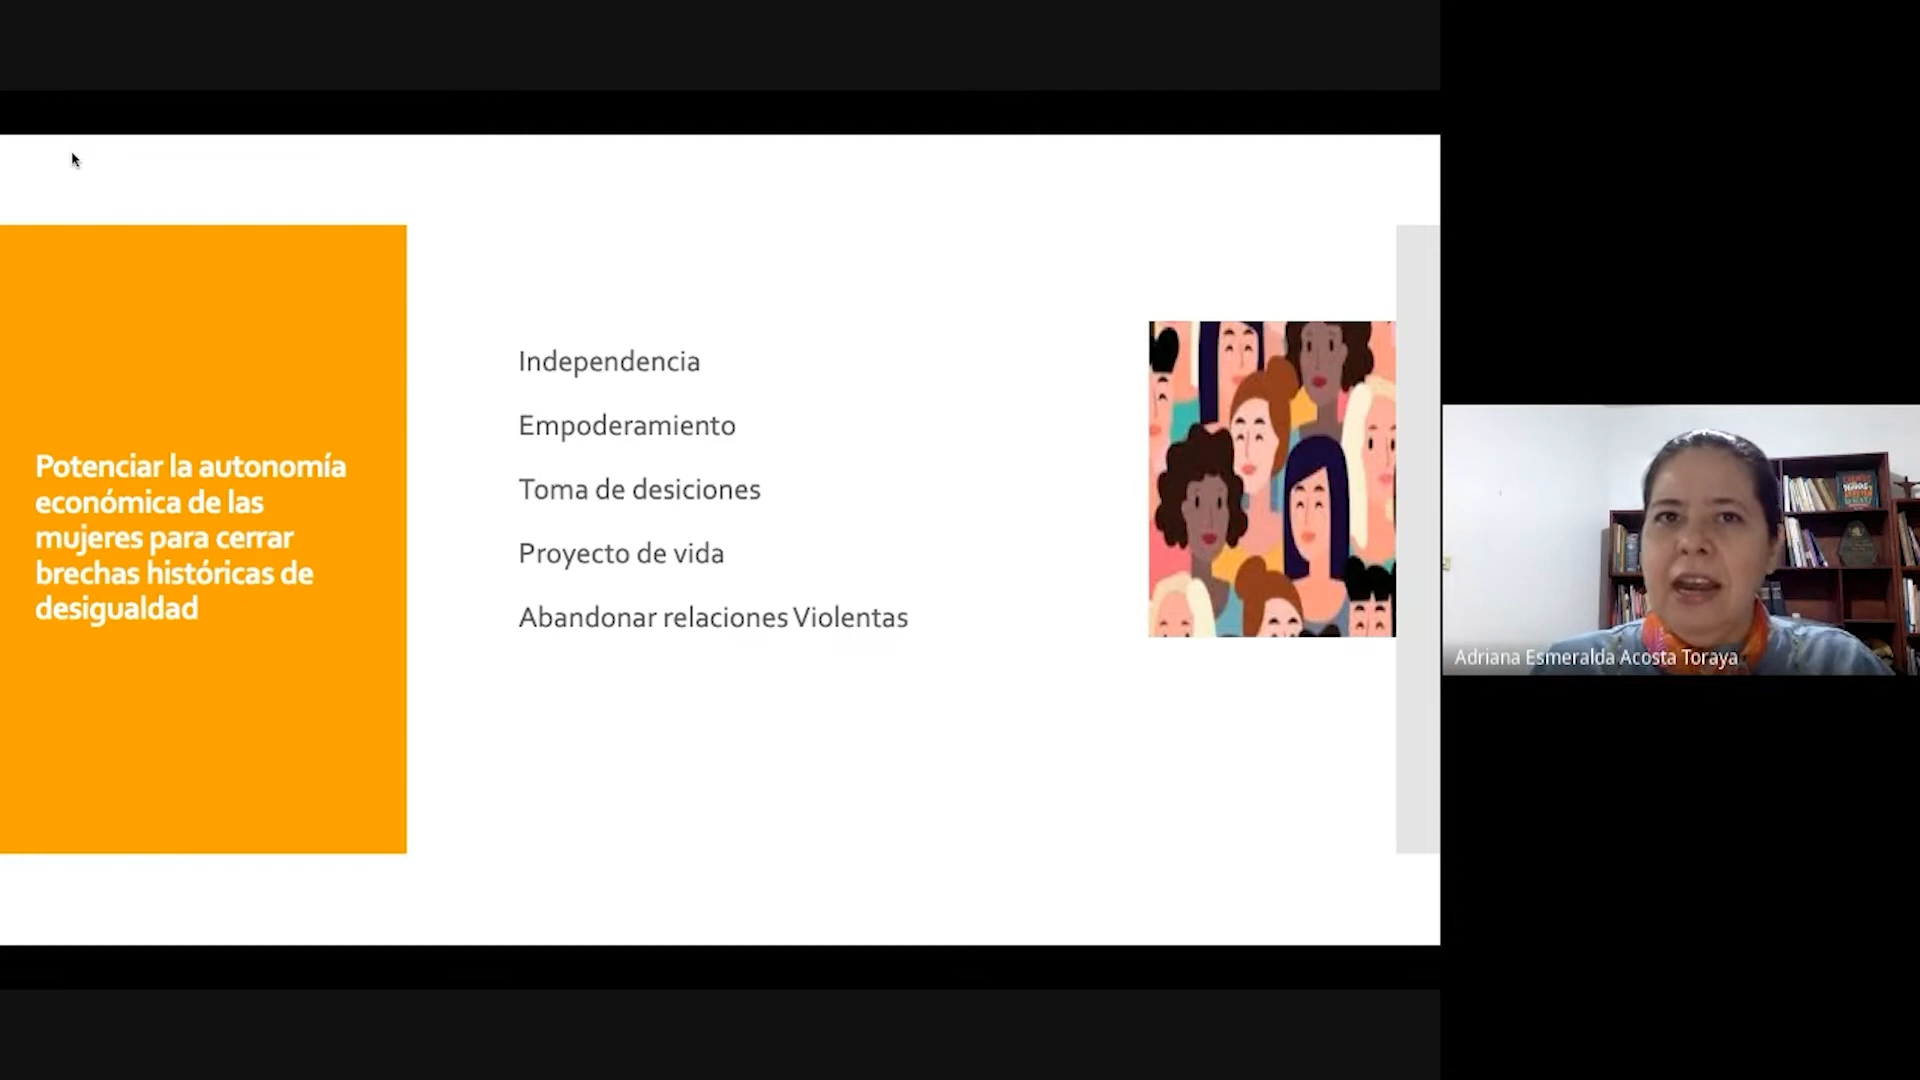 Potenciar la autonomía
económica de las
mujeres para cerrar
brechas históricas de
desigualdad
Independencia
Empoderamiento
Toma de desiciones
Proyecto de vida
Abandonar relaciones Violentas
Adriana Esmeralda Acosta Toraya